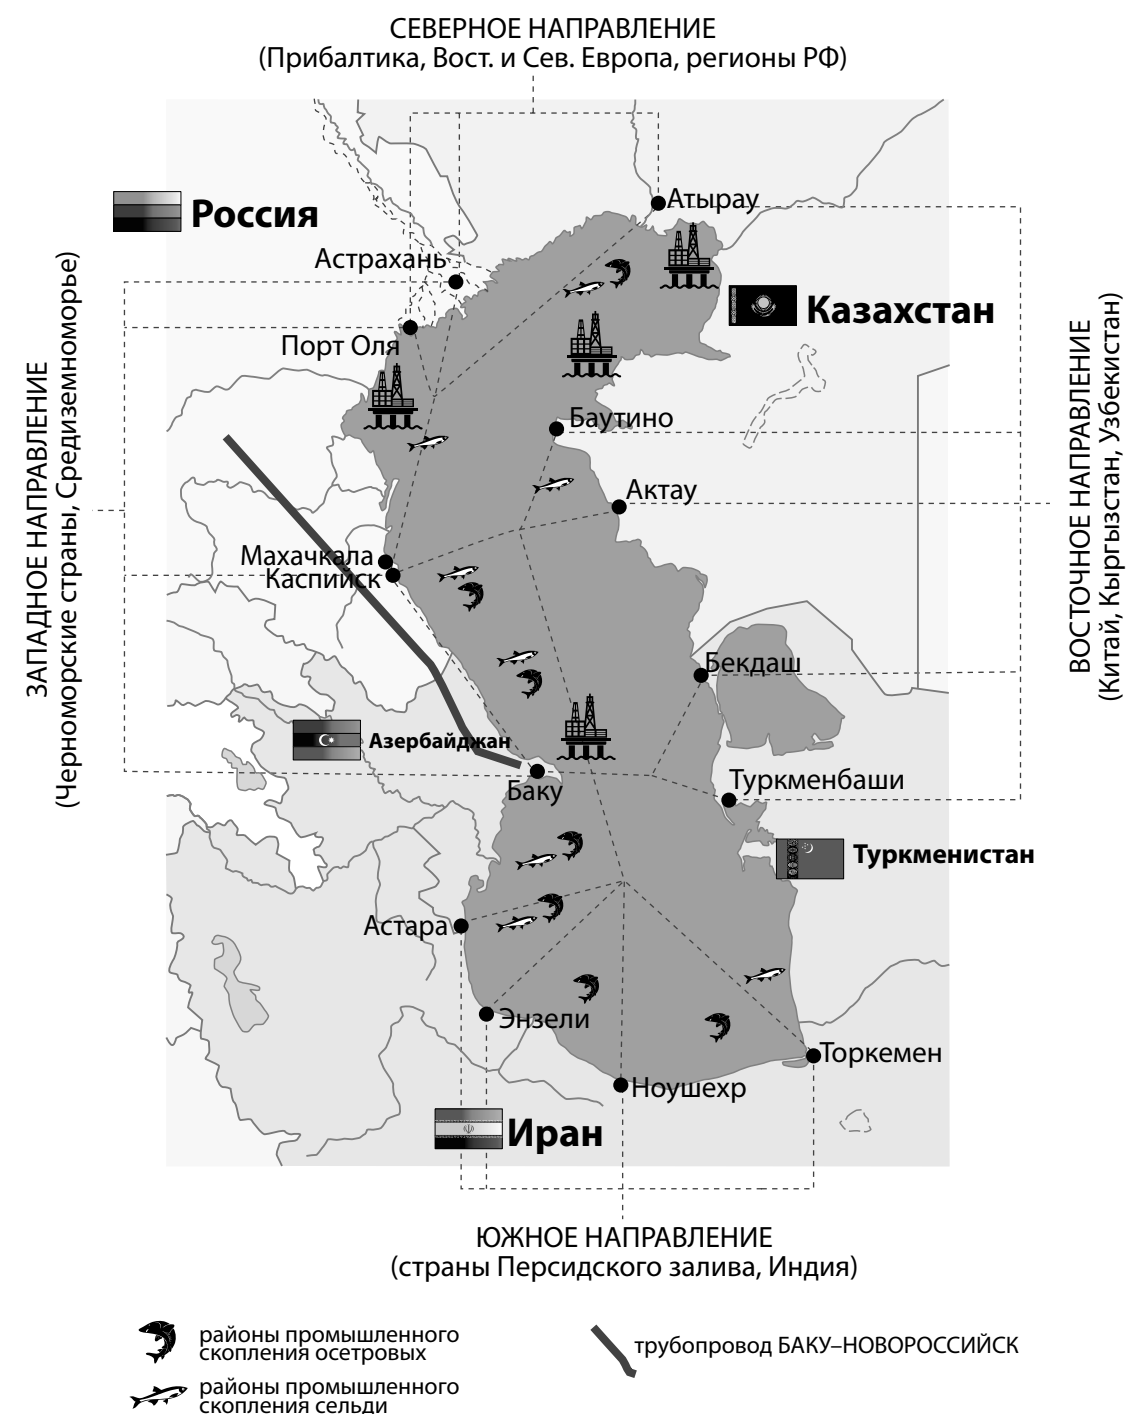 СЕВЕРНОЕ НАПРАВЛЕНИЕ
(Прибалтика, Вост. и Сев. Европа, регионы РФ)
Атырау
Россия
Астрахань
Казахстан
Порт Оля
ЗАПАДНОЕ НАПРАВЛЕНИЕ
(Черноморские страны, Средиземноморье)
ВОСТОЧНОЕ НАПРАВЛЕНИЕ
(Китай, Кыргызстан, Узбекистан)
Баутино
Актау
Махачкала
Каспийск
Бекдаш
Азербайджан
Баку
Туркменбаши
Туркменистан
Астара
Энзели
Торкемен
Ноушехр
Иран
ЮЖНОЕ НАПРАВЛЕНИЕ
(страны Персидского залива, Индия)
районы промышленного
скопления осетровых
трубопровод БАКУ–НОВОРОССИЙСК
районы промышленного
скопления сельди